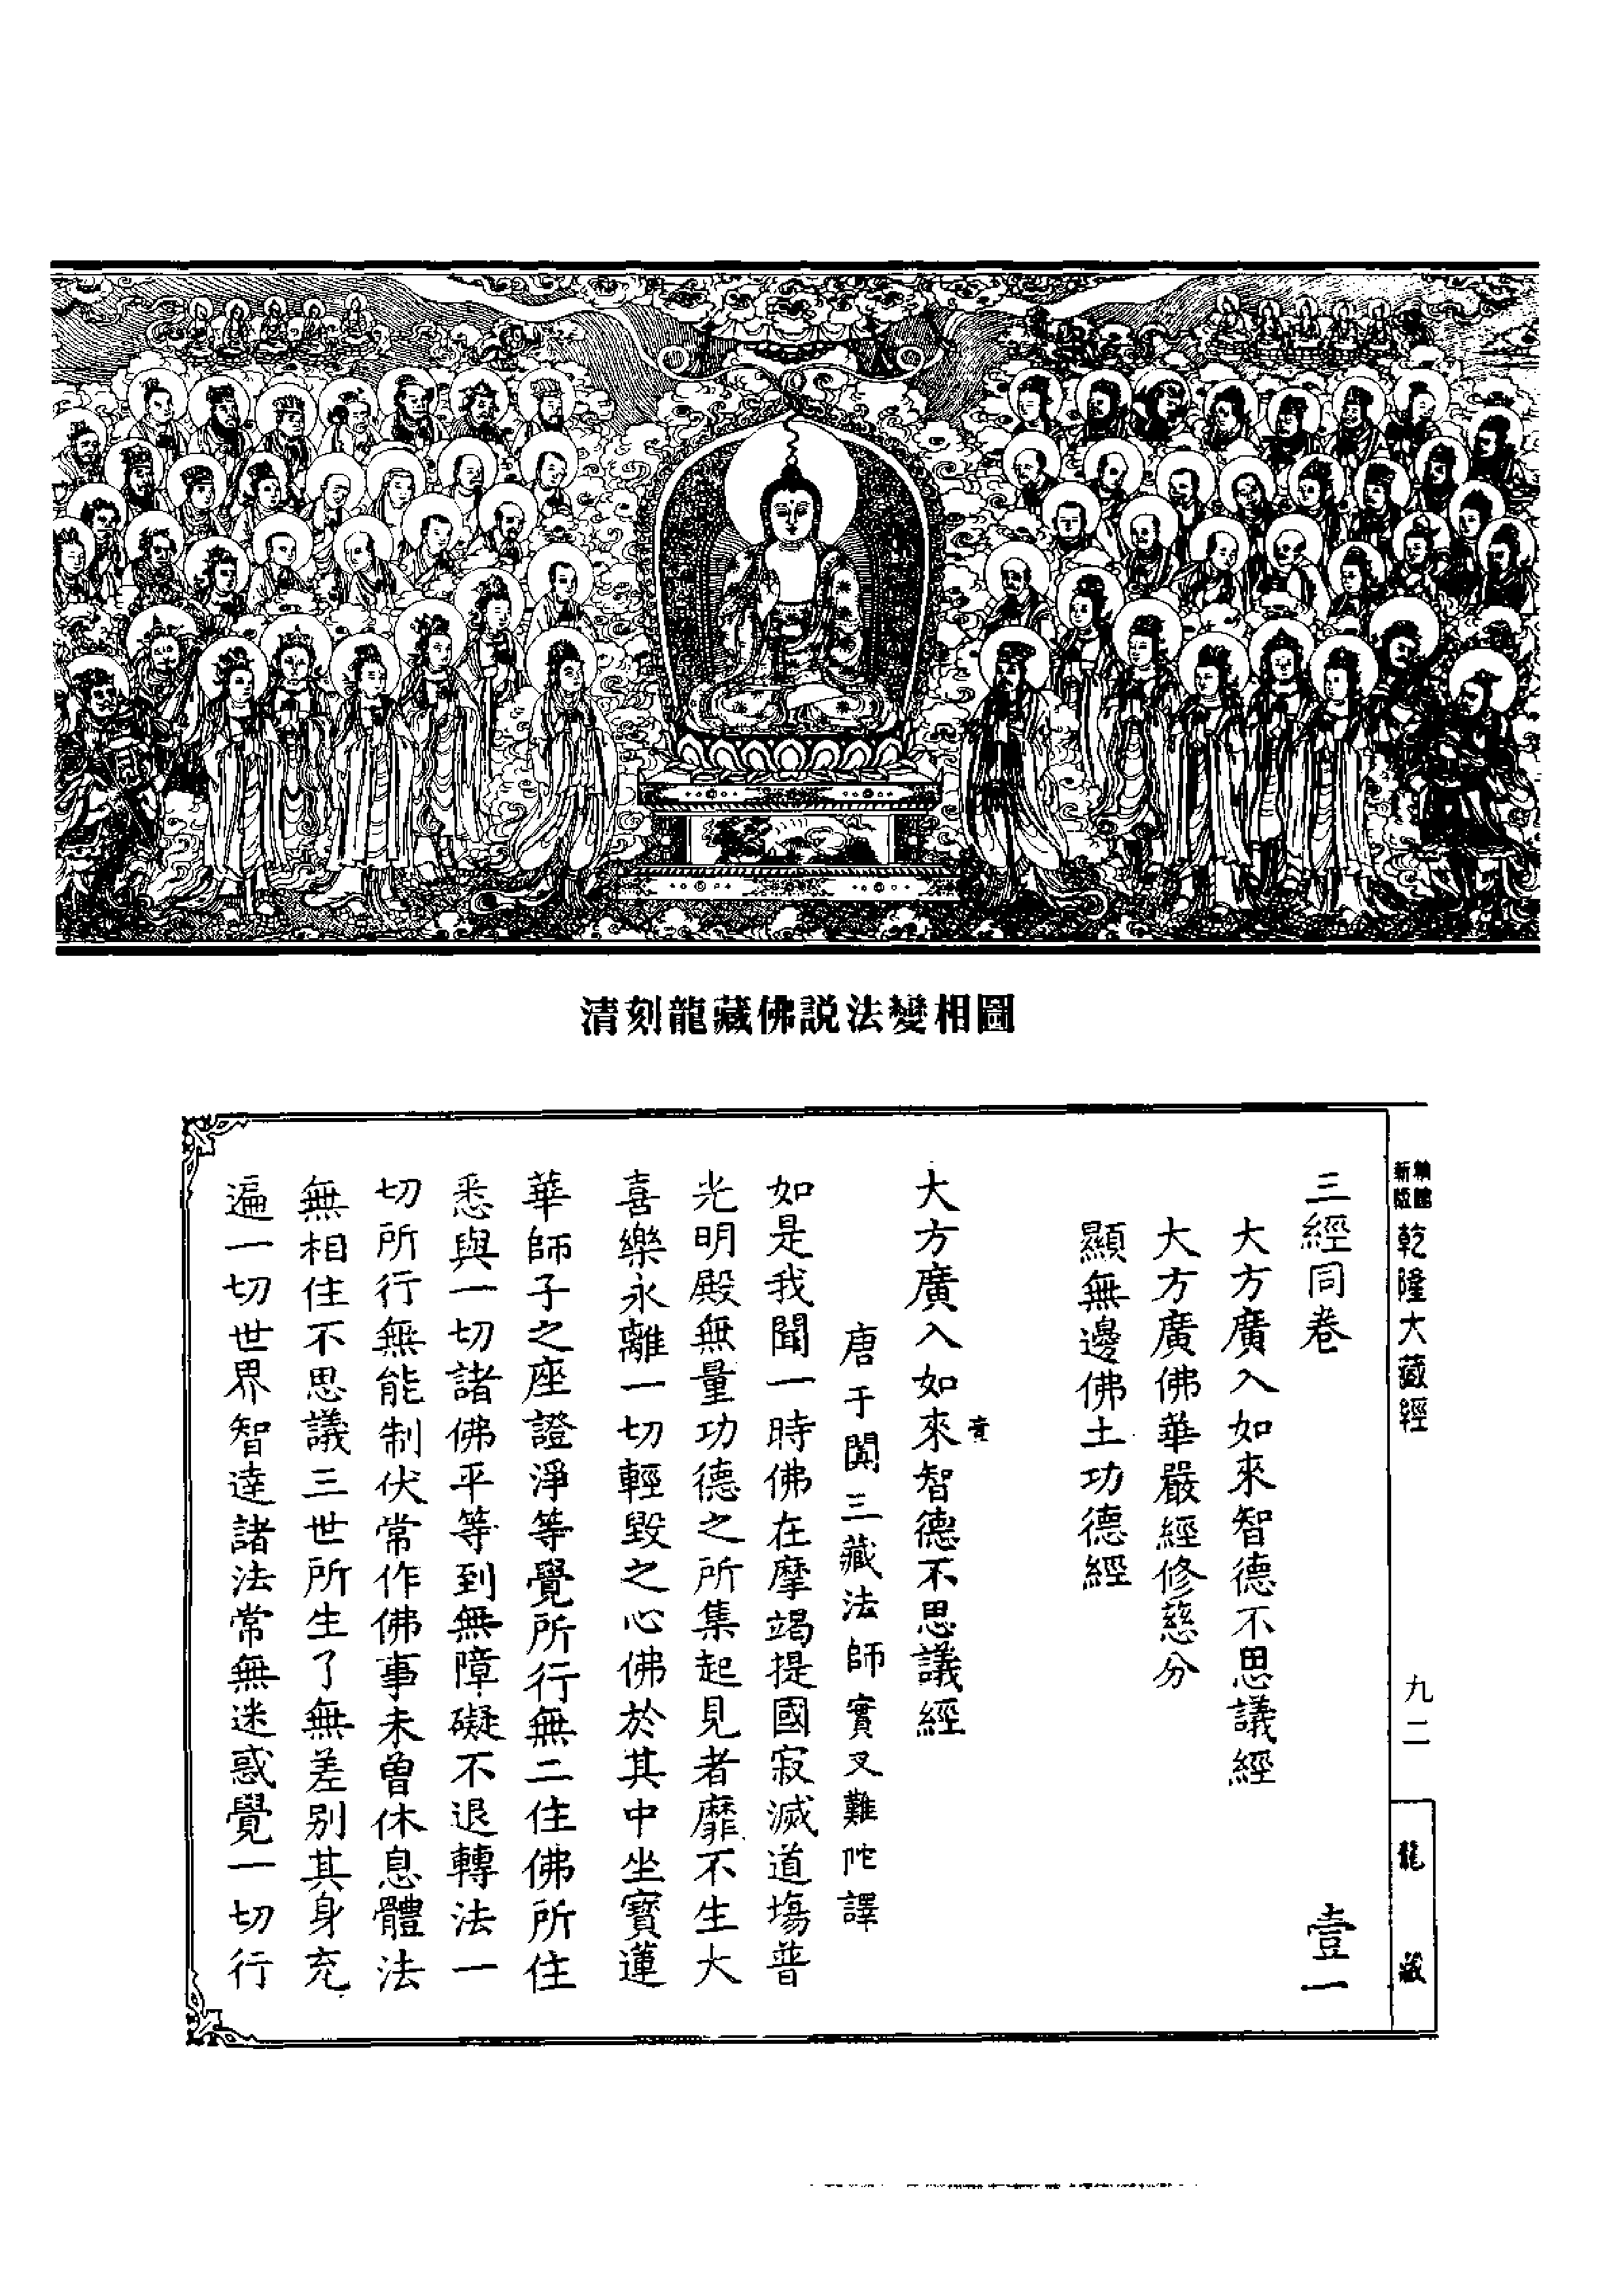 清刻龍藏佛説法變相圖
新版
乾隆大藏經
九二
龍藏
三經同卷 壹一
大方廣入如來智德不思議經
大方廣佛華嚴經修慈分
顯無邊佛土功德經
大方廣入如來智德不思議經
壹
唐于闐三藏法師實叉難陀譯
如是我聞一時佛在摩竭提國寂滅道場普
光明殿無量功德之所集起見者靡不生大
喜樂永離一切輕毀之心佛於其中坐寶蓮
華師子之座證淨等覺所行無二住佛所住
悉與一切諸佛平等到無障礙不退轉法一
切所行無能制伏常作佛事未曾休息體法
無相住不思議三世所生了無差別其身充
遍一切世界智達諸法常無迷惑覺一切行